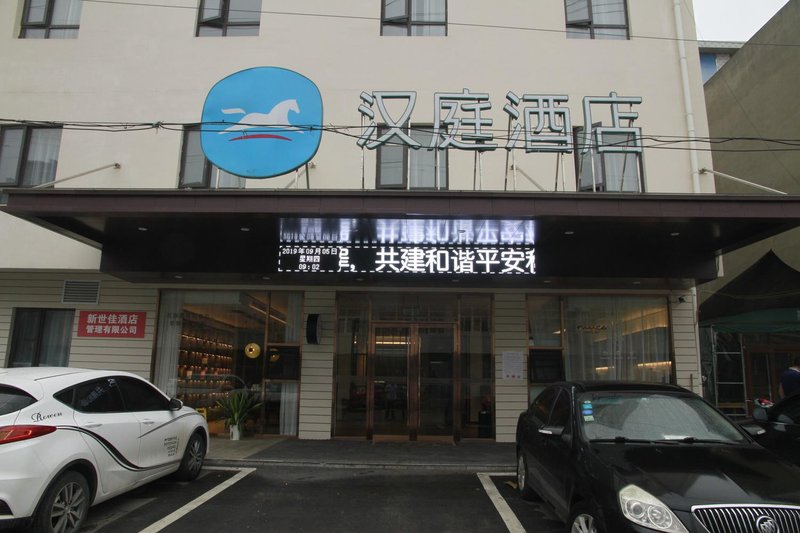 汉庭酒店
2019年09月05日
星期四
09:02
，共建和谐平安
新世佳酒店
管理有限公司